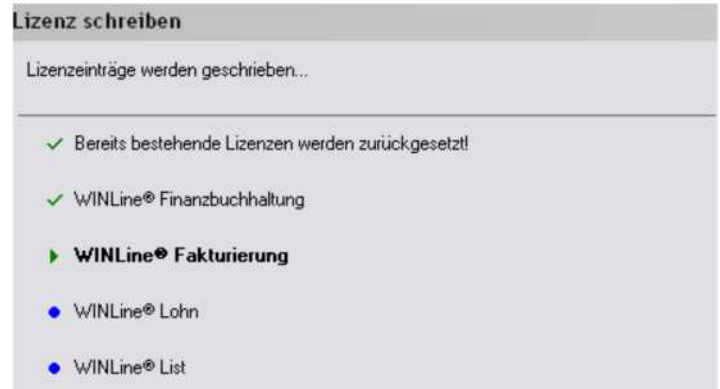 Lizenz schreiben
Lizenzeinträge werden geschrieben...
Bereits bestehende Lizenzen werden zurückgesetzt!
WINLine® Finanzbuchhaltung
WINLine® Fakturierung
WINLine® Lohn
WINLine® List